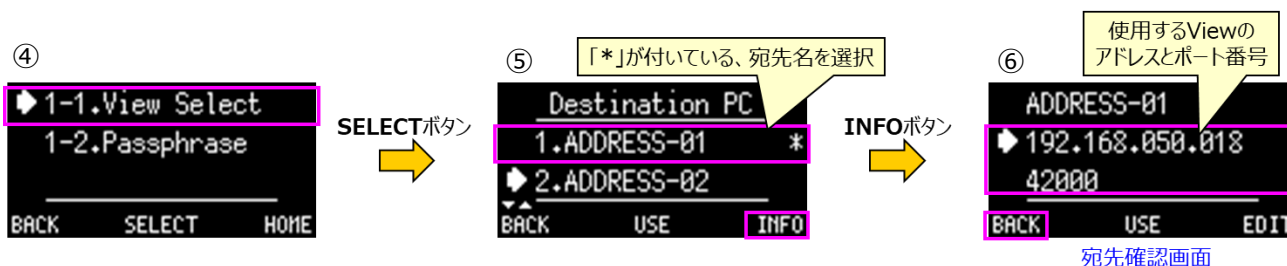 ④
1-1.View Select
1-2.Passphrase
BACK SELECT HOME
SELECTボタン
⑤
「*」が付いている、宛先名を選択
Destination PC
1.ADDRESS-01 *
2.ADDRESS-02
BACK USE INFO
INFOボタン
⑥
使用するViewの
アドレスとポート番号
ADDRESS-01
192.168.050.018
42000
BACK USE EDIT
宛先確認画面